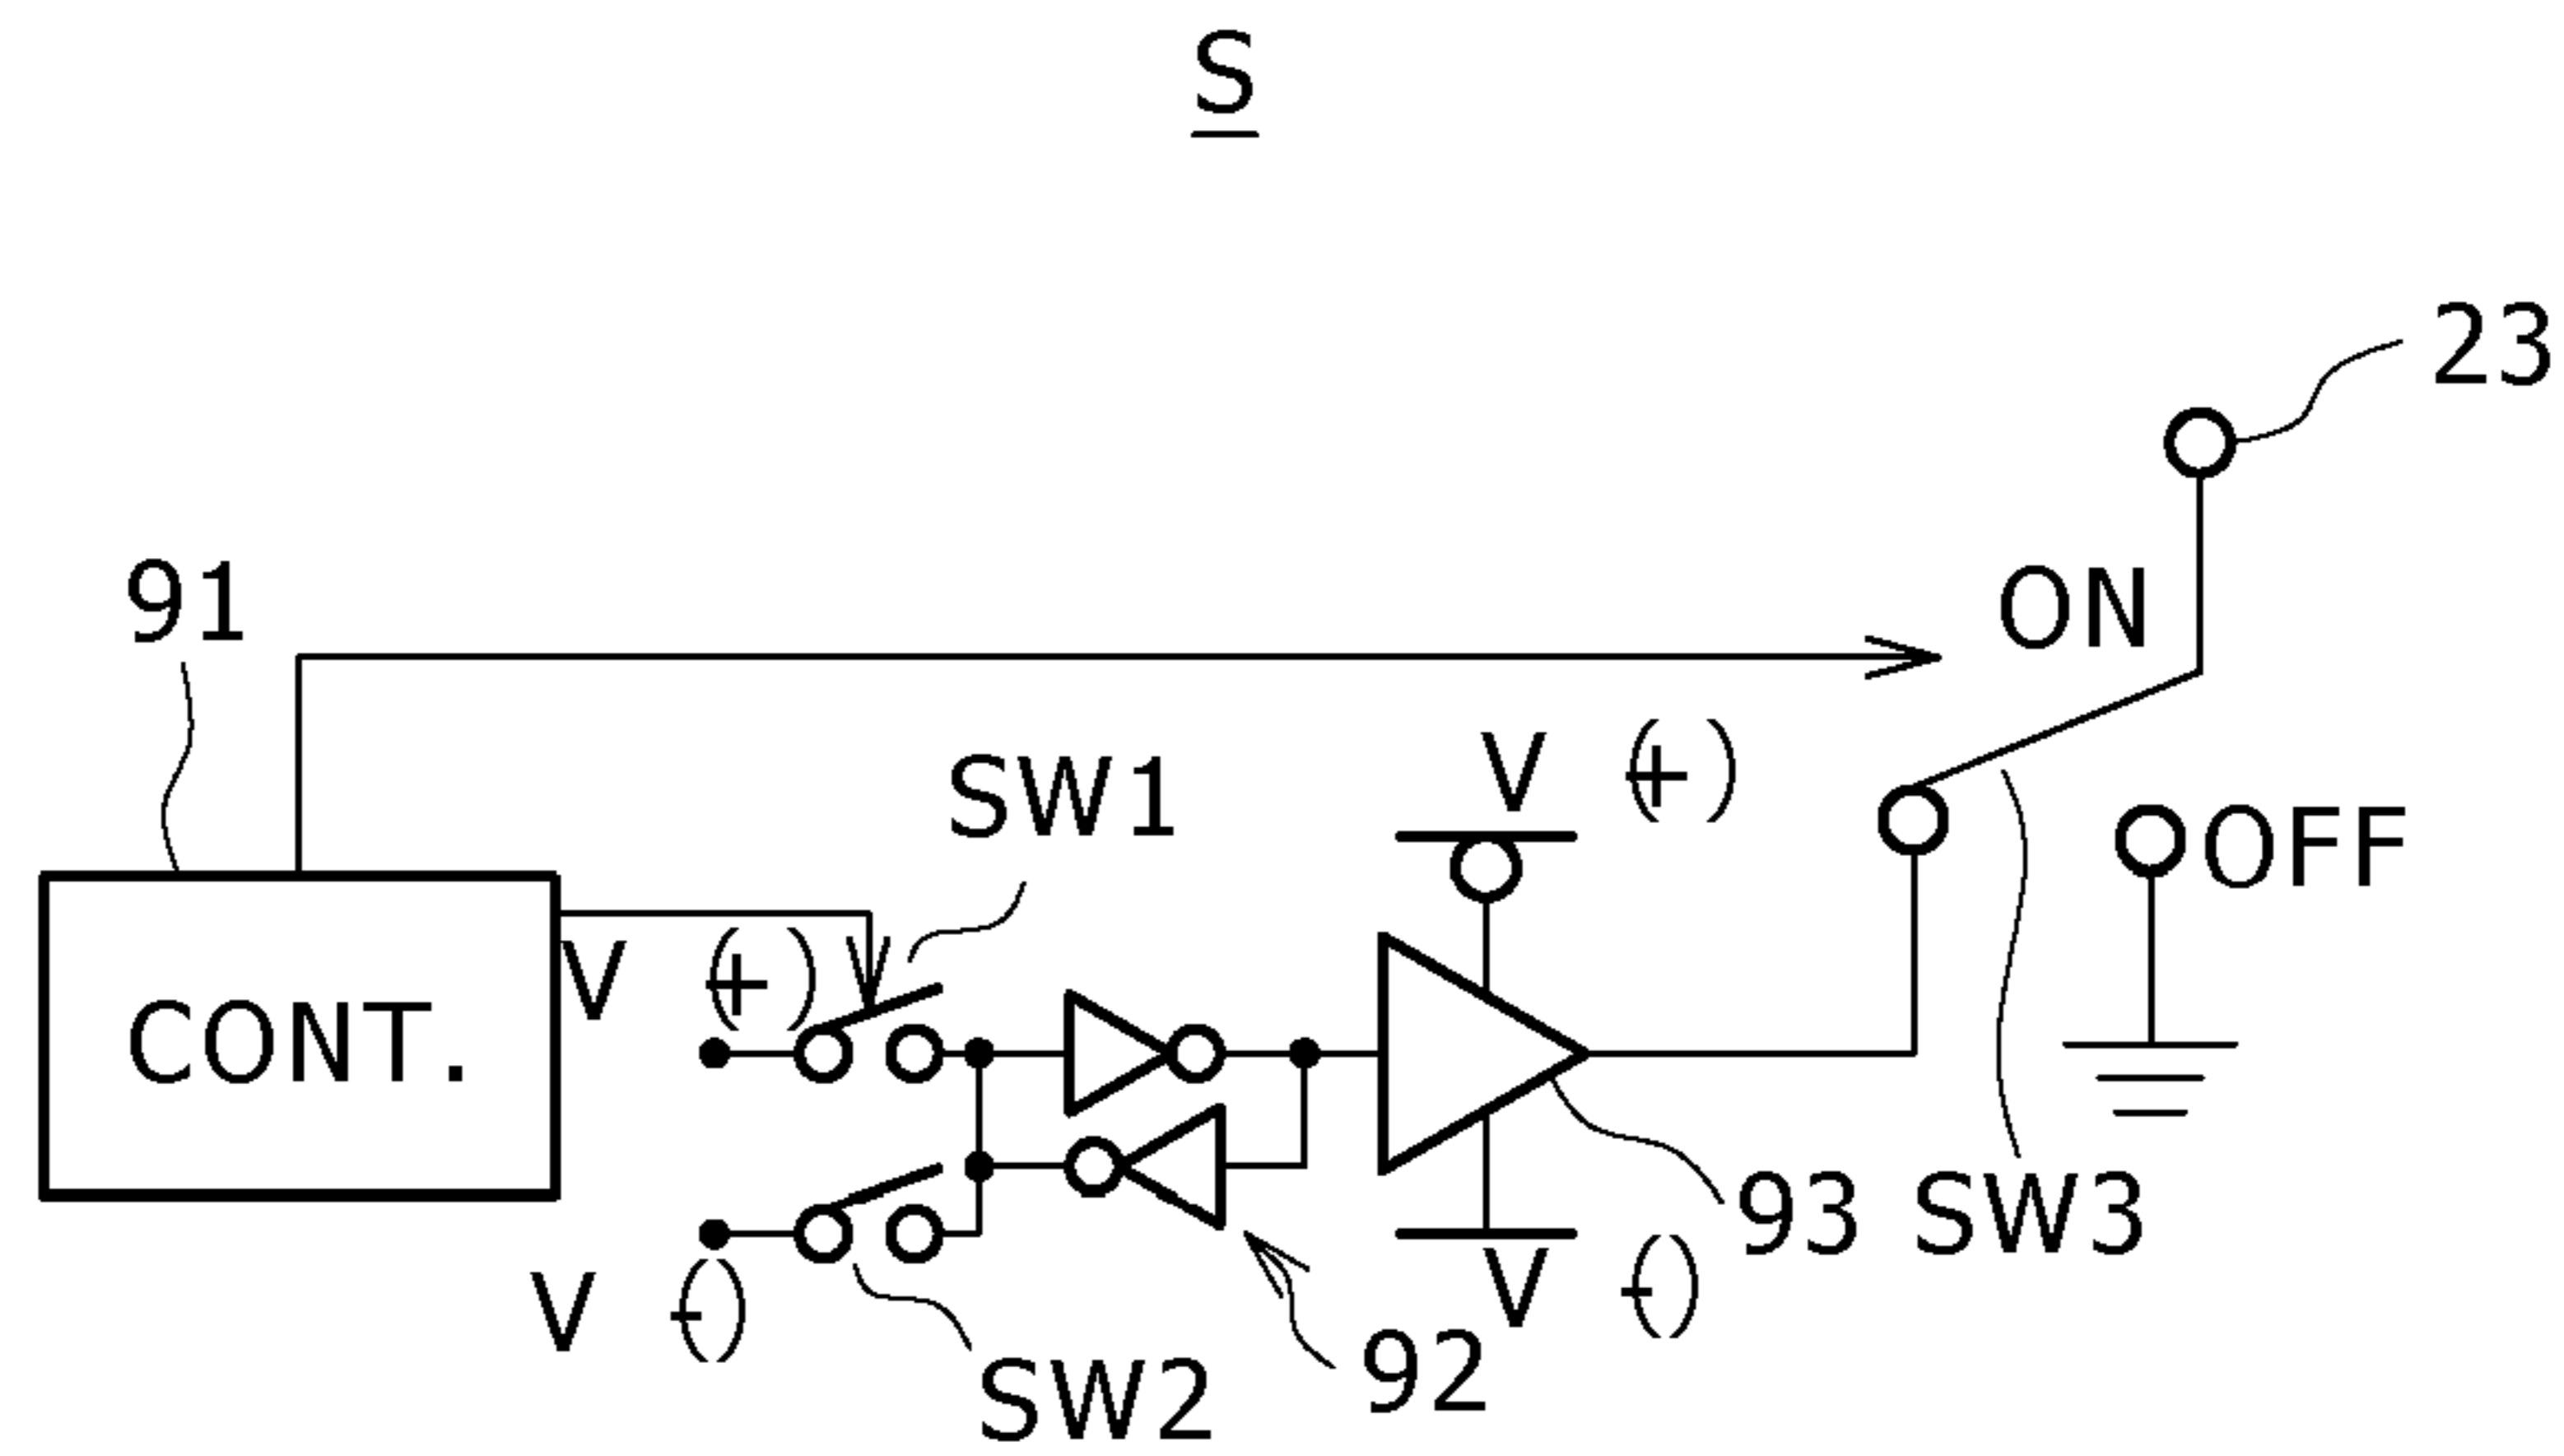 S
23
ON
91
V (+)
SW1
OFF
V (+)
CONT.
93 SW3
V (-)
V (-)
92
SW2